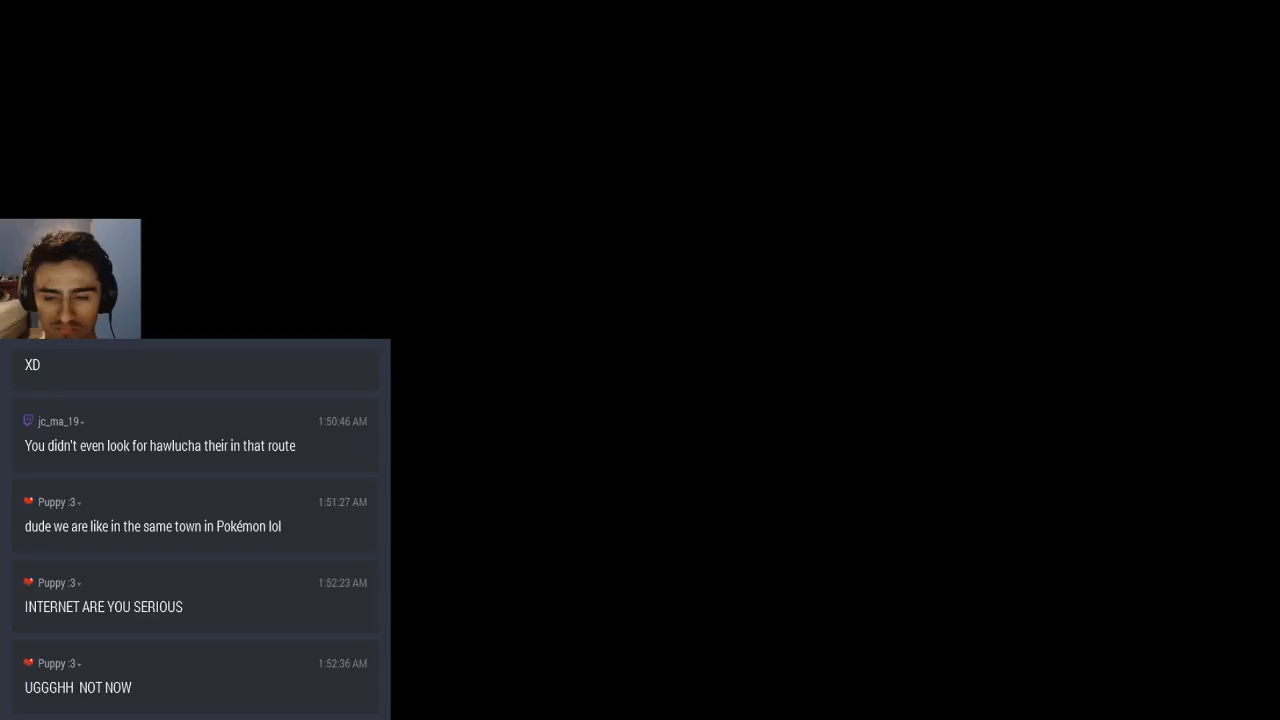 XD
jc_ma_19
1:50:46 AM
You didn't even look for hawlucha their in that route
Puppy :3
1:51:27 AM
dude we are like in the same town in Pokémon lol
Puppy :3
1:52:23 AM
INTERNET ARE YOU SERIOUS
Puppy :3
1:52:36 AM
UGGGHH NOT NOW